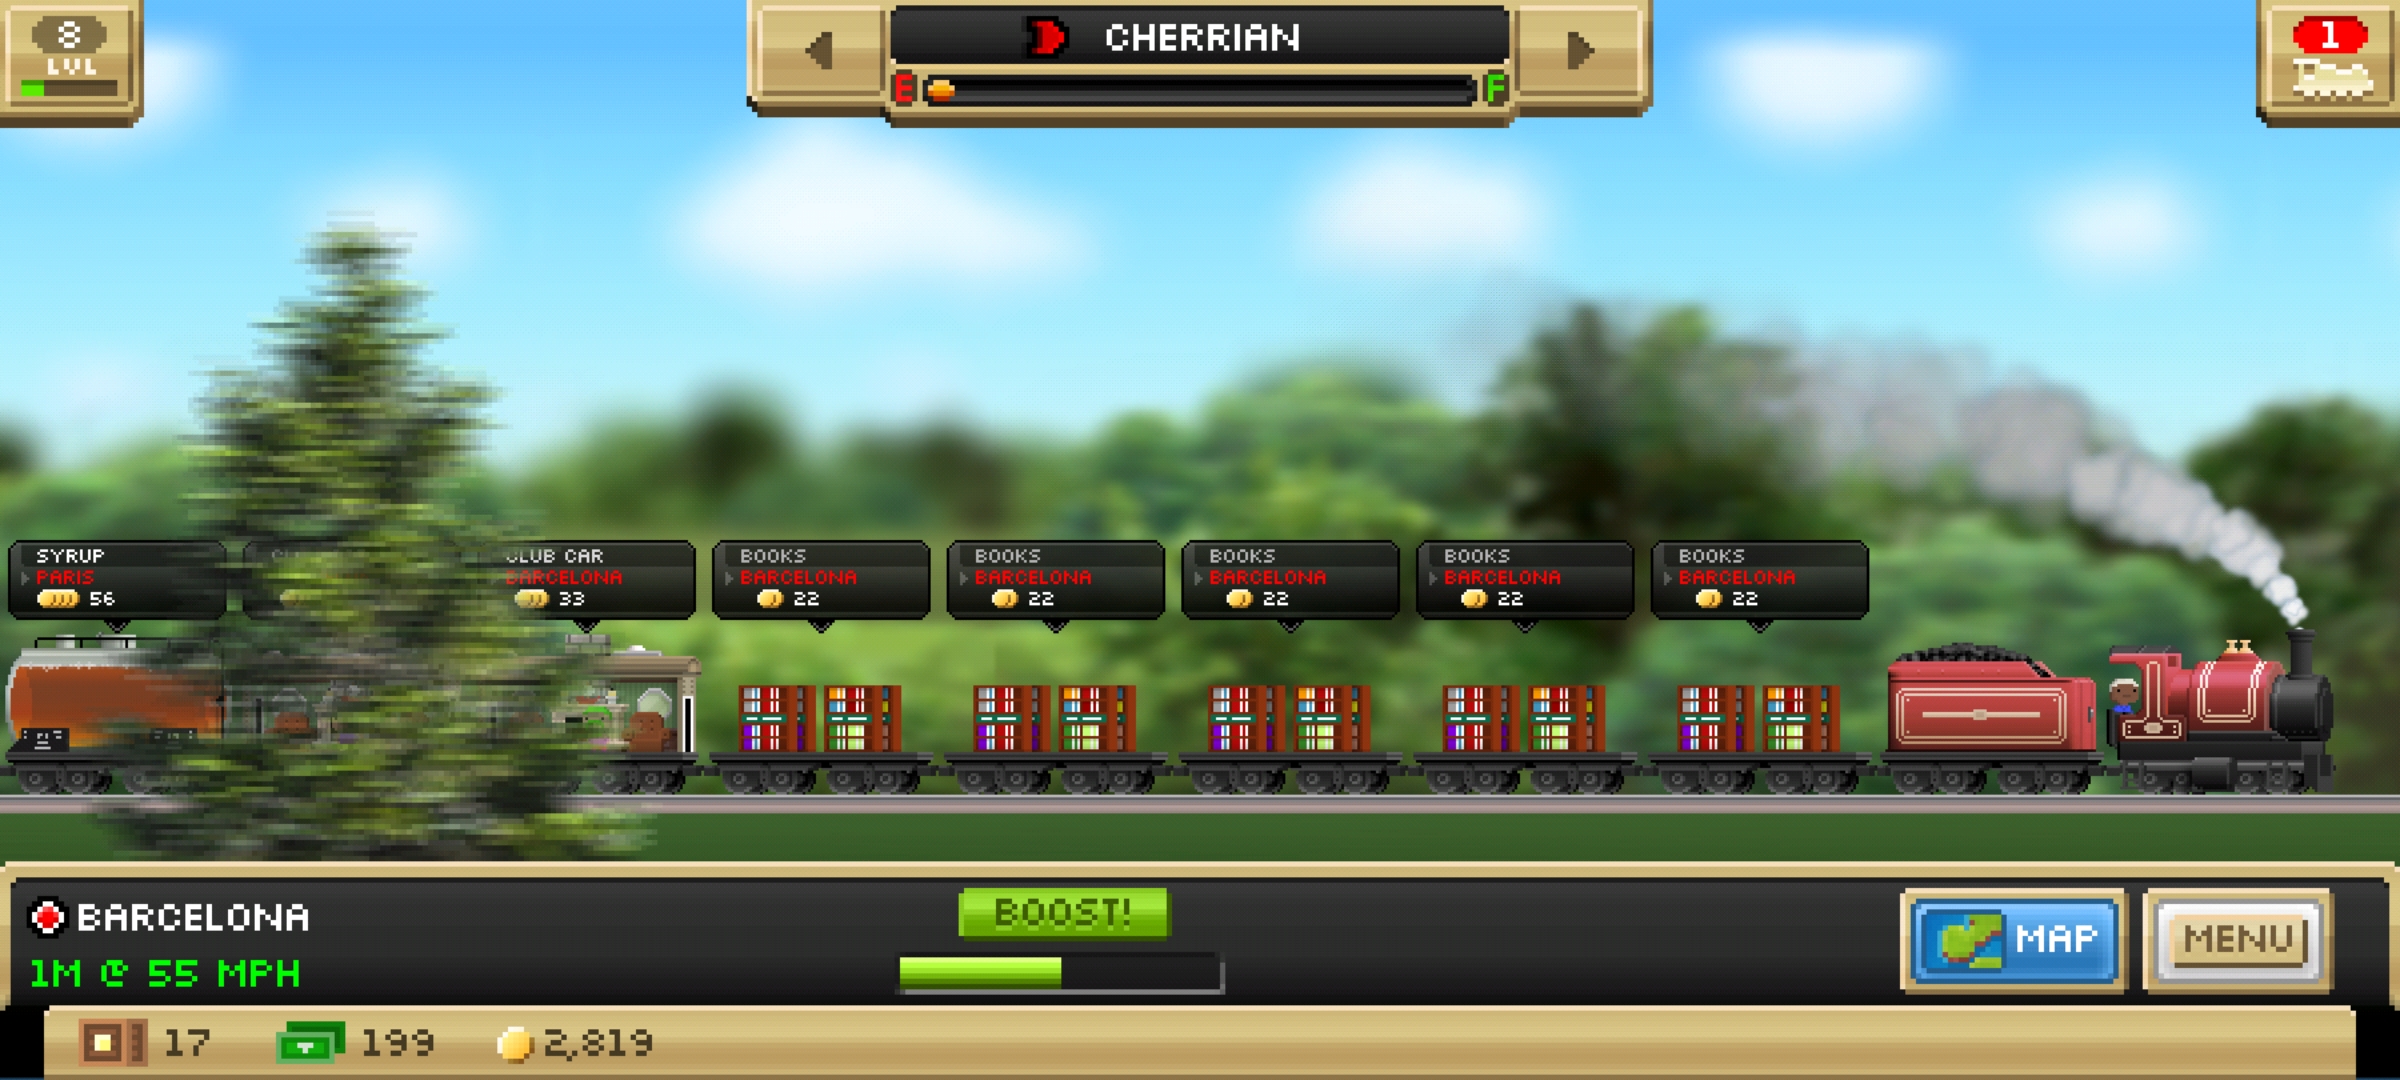 8
LVL
CHERRIAN
E F
1
SYRUP
PARIS
56
CLUB CAR
BARCELONA
33
BOOKS
BARCELONA
22
BOOKS
BARCELONA
22
BOOKS
BARCELONA
22
BOOKS
BARCELONA
22
BOOKS
BARCELONA
22
BARCELONA
1M @ 55 MPH
BOOST!
MAP
MENU
17
199
2,819